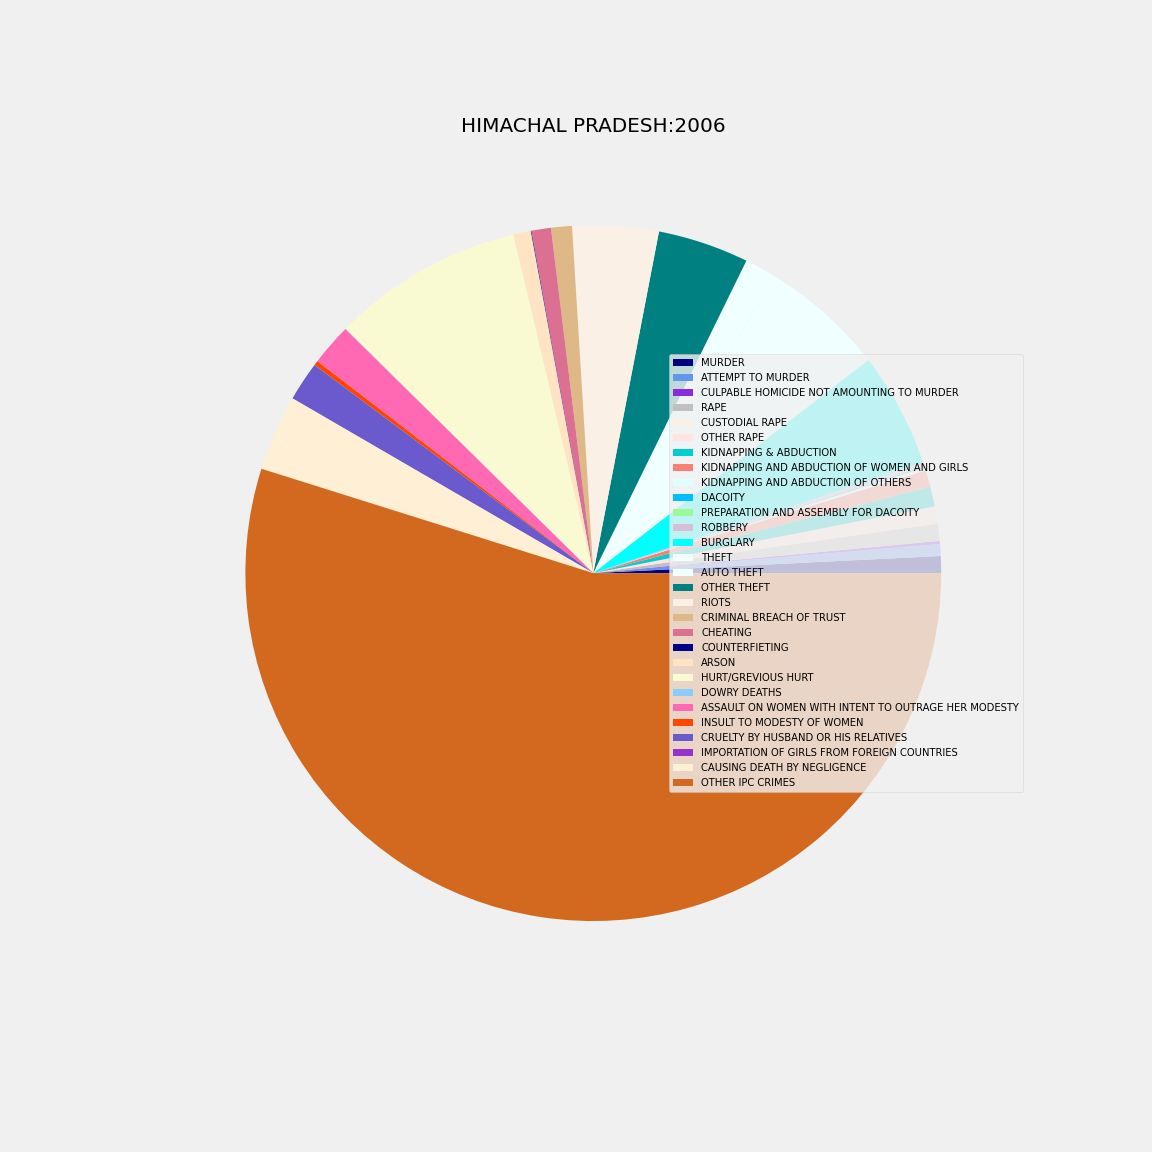 HIMACHAL PRADESH:2006
MURDER
ATTEMPT TO MURDER
CULPABLE HOMICIDE NOT AMOUNTING TO MURDER
RAPE
CUSTODIAL RAPE
OTHER RAPE
KIDNAPPING & ABDUCTION
KIDNAPPING AND ABDUCTION OF WOMEN AND GIRLS
KIDNAPPING AND ABDUCTION OF OTHERS
DACOITY
PREPARATION AND ASSEMBLY FOR DACOITY
ROBBERY
BURGLARY
THEFT
AUTO THEFT
OTHER THEFT
RIOTS
CRIMINAL BREACH OF TRUST
CHEATING
COUNTERFIETING
ARSON
HURT/GREVIOUS HURT
DOWRY DEATHS
ASSAULT ON WOMEN WITH INTENT TO OUTRAGE HER MODESTY
INSULT TO MODESTY OF WOMEN
CRUELTY BY HUSBAND OR HIS RELATIVES
IMPORTATION OF GIRLS FROM FOREIGN COUNTRIES
CAUSING DEATH BY NEGLIGENCE
OTHER IPC CRIMES